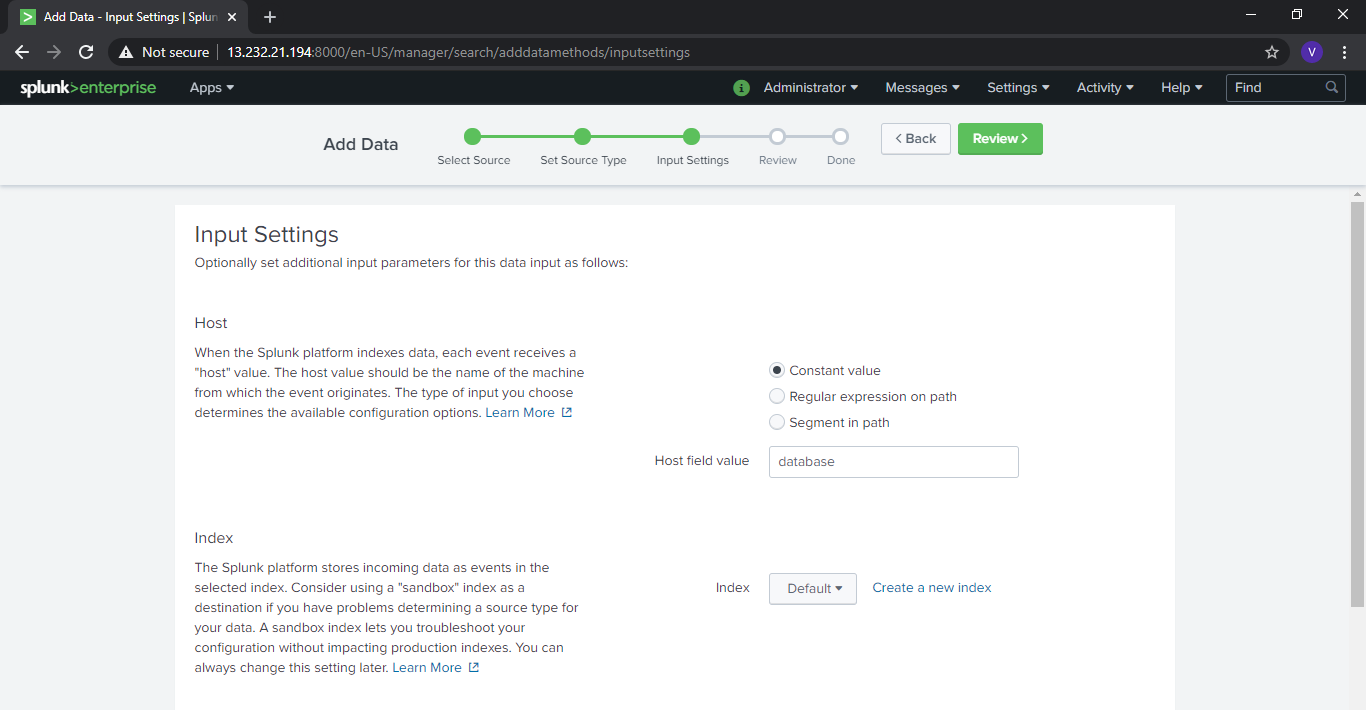 Add Data - Input Settings | Splun
Not secure 13.232.21.194:8000/en-US/manager/search/adddatamethods/inputsettings
V
splunk>enterprise Apps Administrator Messages Settings Activity Help Find
Add Data
Select Source Set Source Type Input Settings Review Done
< Back Review >
Input Settings
Optionally set additional input parameters for this data input as follows:
Host
When the Splunk platform indexes data, each event receives a
"host" value. The host value should be the name of the machine
from which the event originates. The type of input you choose
determines the available configuration options. Learn More
Constant value
Regular expression on path
Segment in path
Host field value database
Index
The Splunk platform stores incoming data as events in the
selected index. Consider using a "sandbox" index as a
destination if you have problems determining a source type for
your data. A sandbox index lets you troubleshoot your
configuration without impacting production indexes. You can
always change this setting later. Learn More
Index Default Create a new index